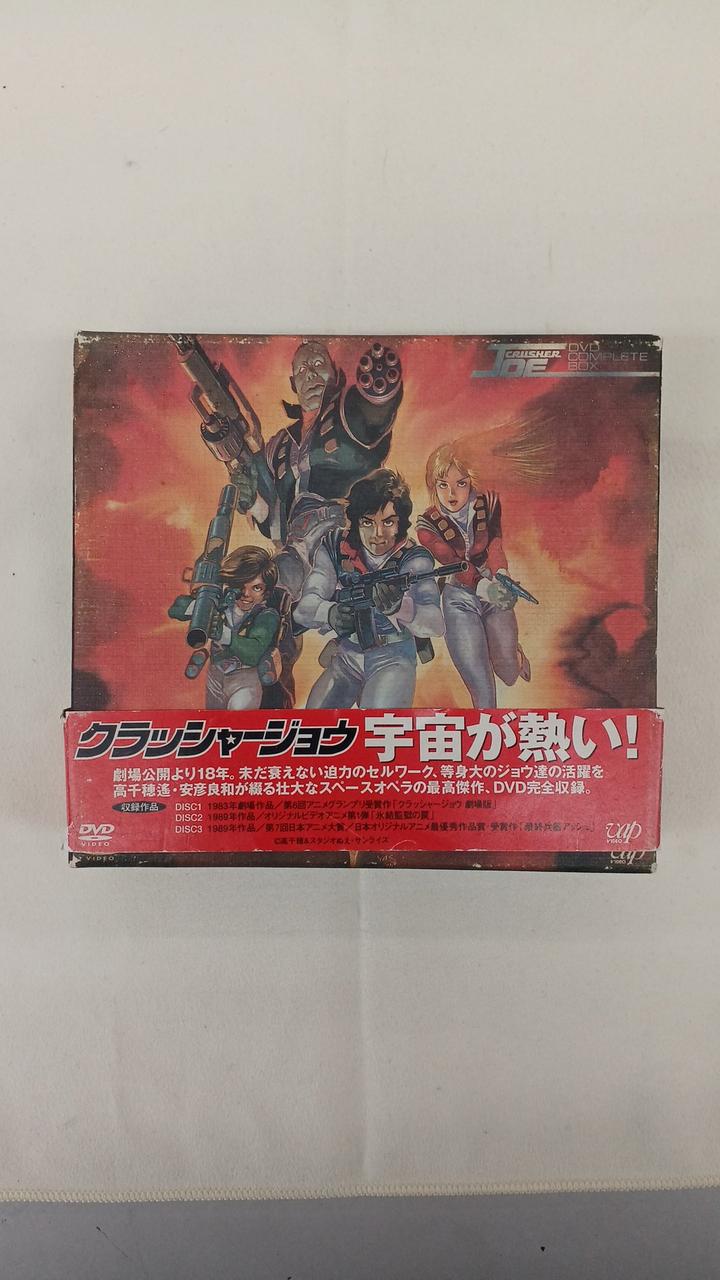 CRUSHER JOE
DVD
COMPLETE
BOX
クラッシャージョウ 宇宙が熱い!
劇場公開より18年。未だ衰えない迫力のセルワーク、等身大のジョウ達の活躍を
高千穂遙・安彦良和が綴る壮大なスペースオペラの最高傑作、DVD完全収録。
収録作品
DISC1 1983年劇場作品/第6回アニメグランプリ受賞作「クラッシャージョウ 劇場版」
DISC2 1989年作品/オリジナルビデオアニメ第1弾「氷結監獄の罠」
DISC3 1989年作品/第7回日本アニメ大賞/日本オリジナルアニメ最優秀作品賞・受賞作「最終兵器アッシュ」
DVD
VIDEO
©高千穂&スタジオぬえ・サンライズ
vap
VIDEO
VIDEO
vap
VIDEO